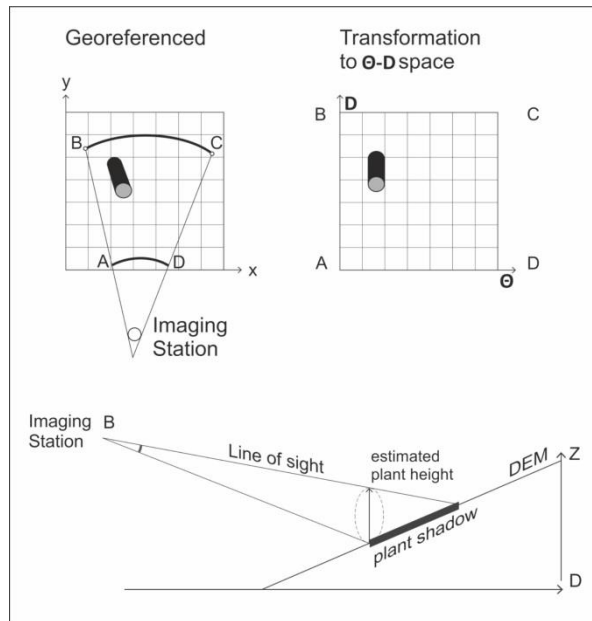 Georeferenced
y
B
C
A
D
x
Imaging
Station
Transformation
to Θ-D space
D
B
C
A
D
Θ
Imaging
Station
B
Line of sight
estimated
plant height
DEM
Z
plant shadow
D